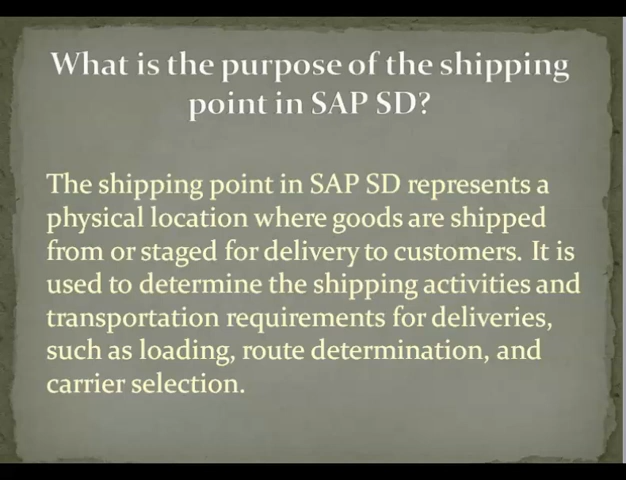 What is the purpose of the shipping
point in SAP SD?
The shipping point in SAP SD represents a
physical location where goods are shipped
from or staged for delivery to customers. It is
used to determine the shipping activities and
transportation requirements for deliveries,
such as loading, route determination, and
carrier selection.